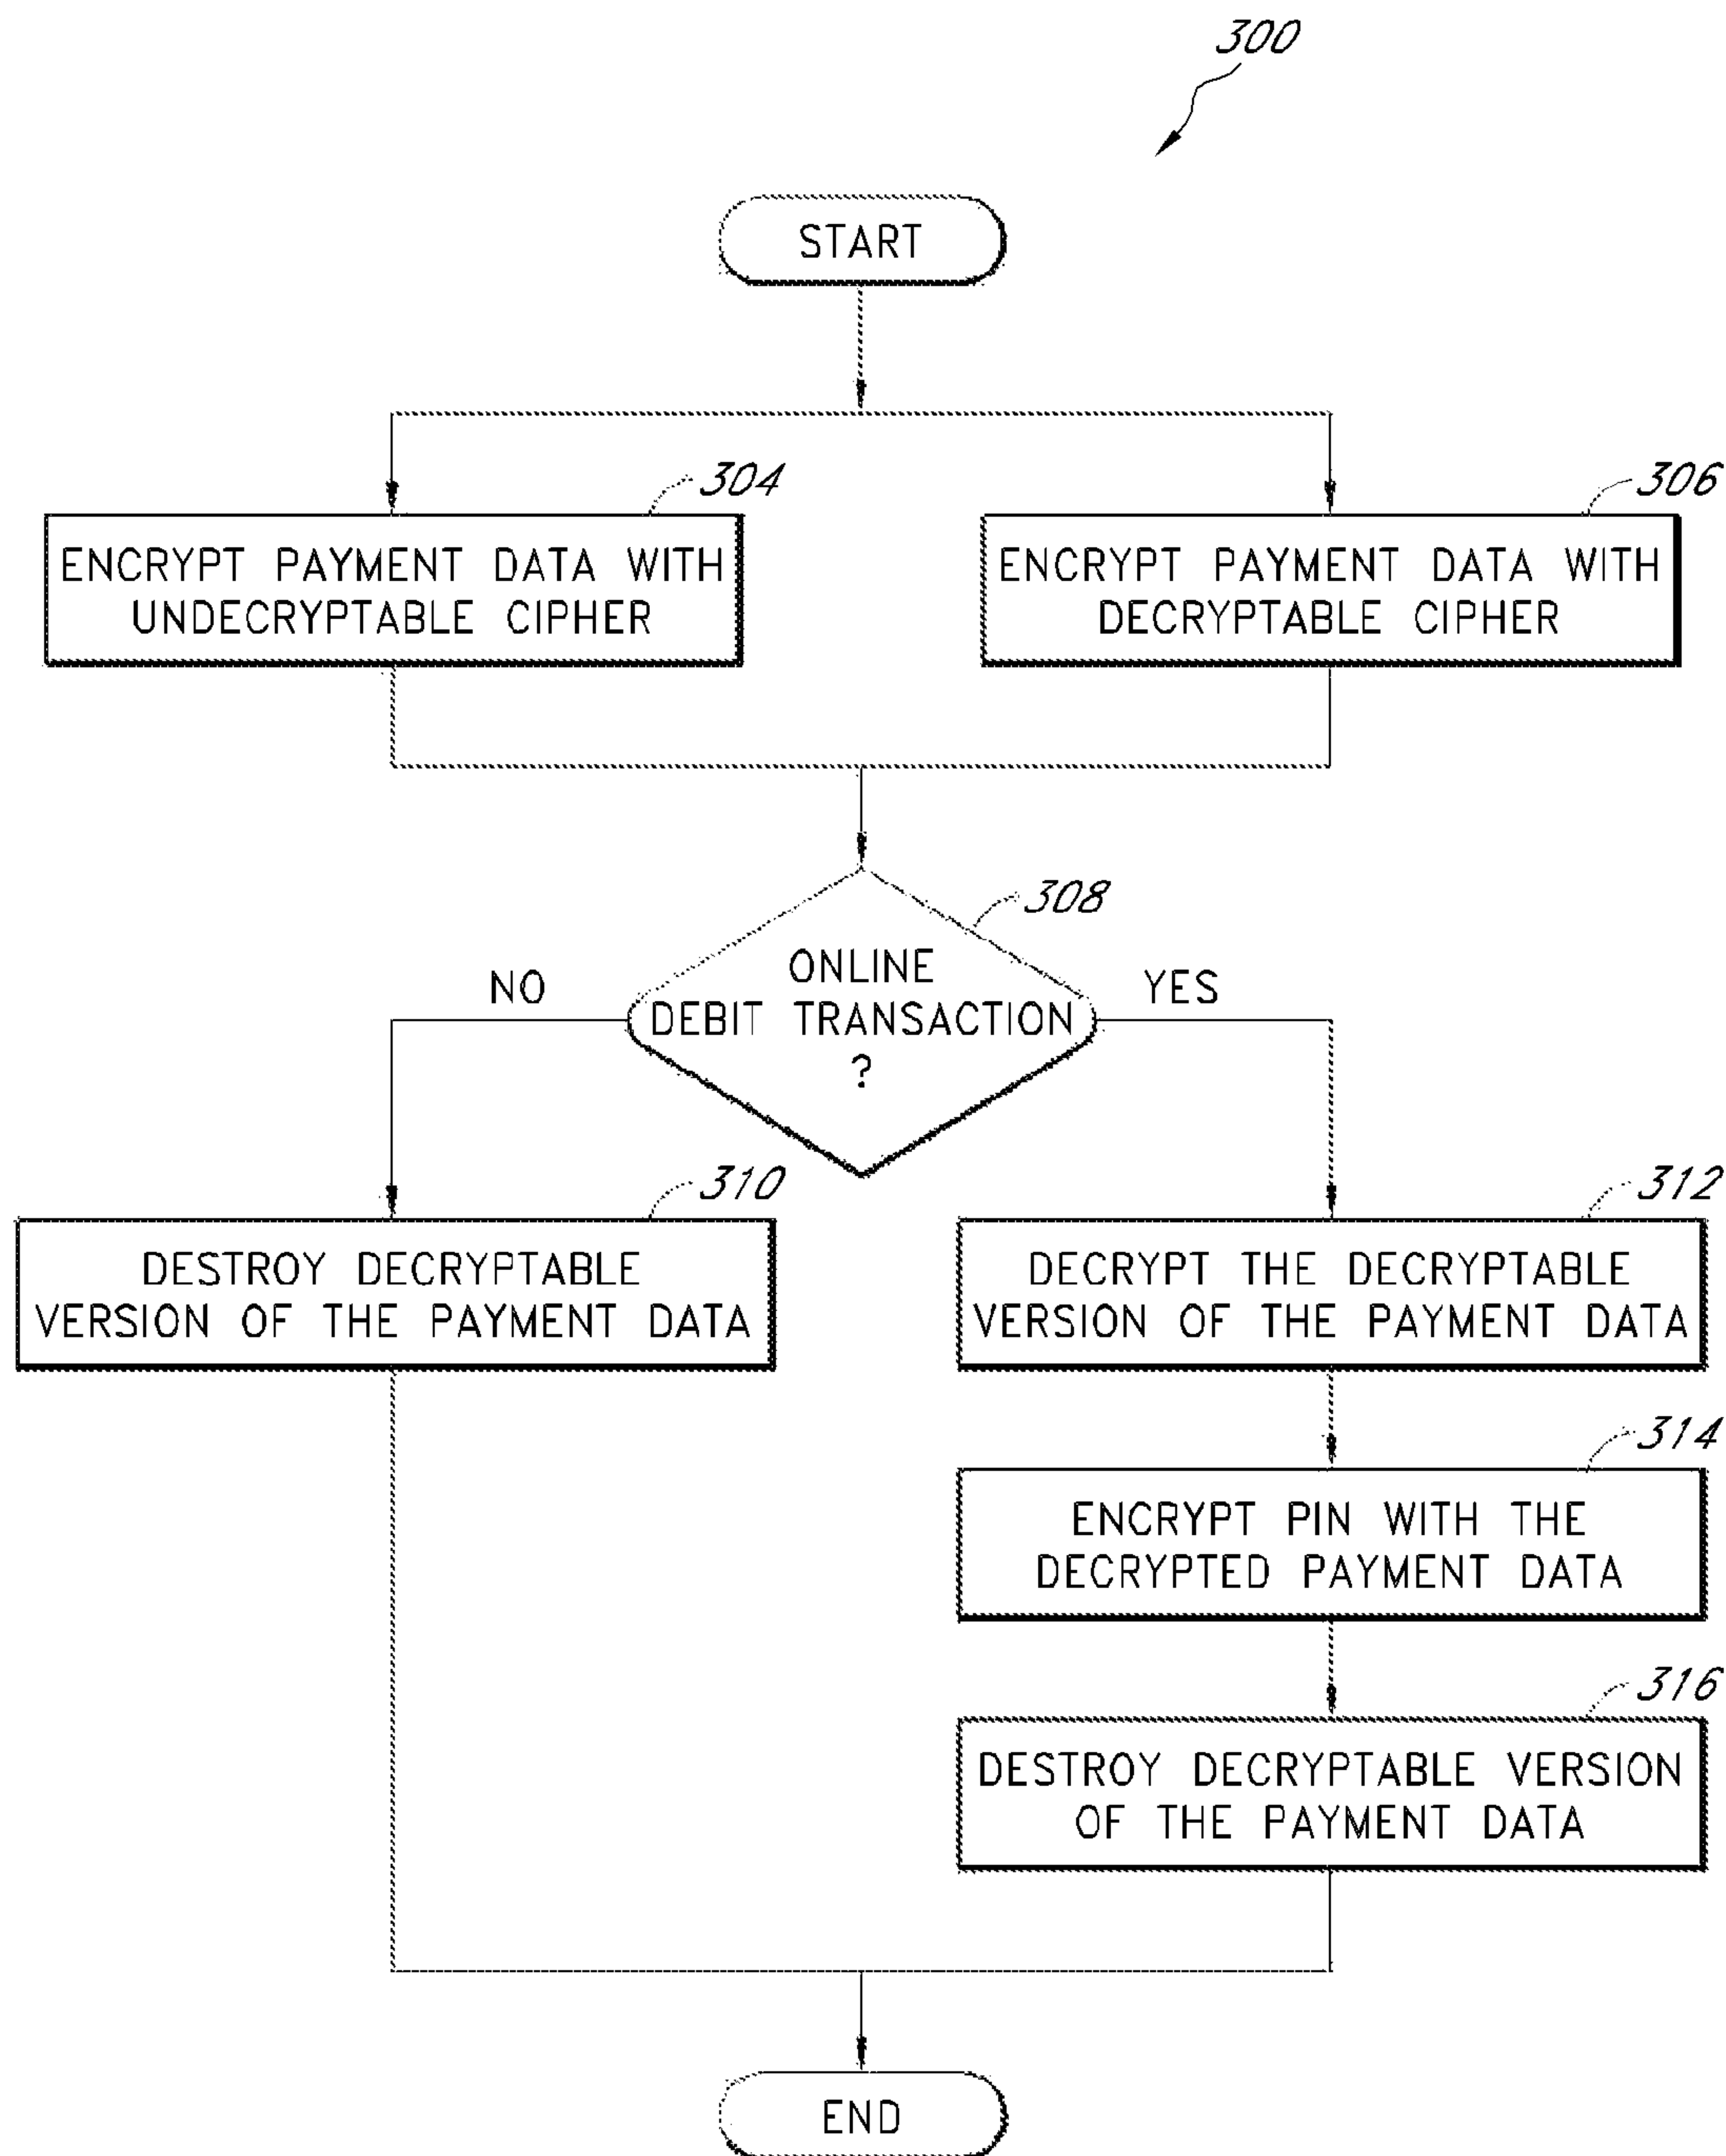 300
START
304
306
ENCRYPT PAYMENT DATA WITH
UNDECRYPTABLE CIPHER
ENCRYPT PAYMENT DATA WITH
DECRYPTABLE CIPHER
308
ONLINE
DEBIT TRANSACTION
?
NO
YES
310
312
DESTROY DECRYPTABLE
VERSION OF THE PAYMENT DATA
DECRYPT THE DECRYPTABLE
VERSION OF THE PAYMENT DATA
314
ENCRYPT PIN WITH THE
DECRYPTED PAYMENT DATA
316
DESTROY DECRYPTABLE VERSION
OF THE PAYMENT DATA
END